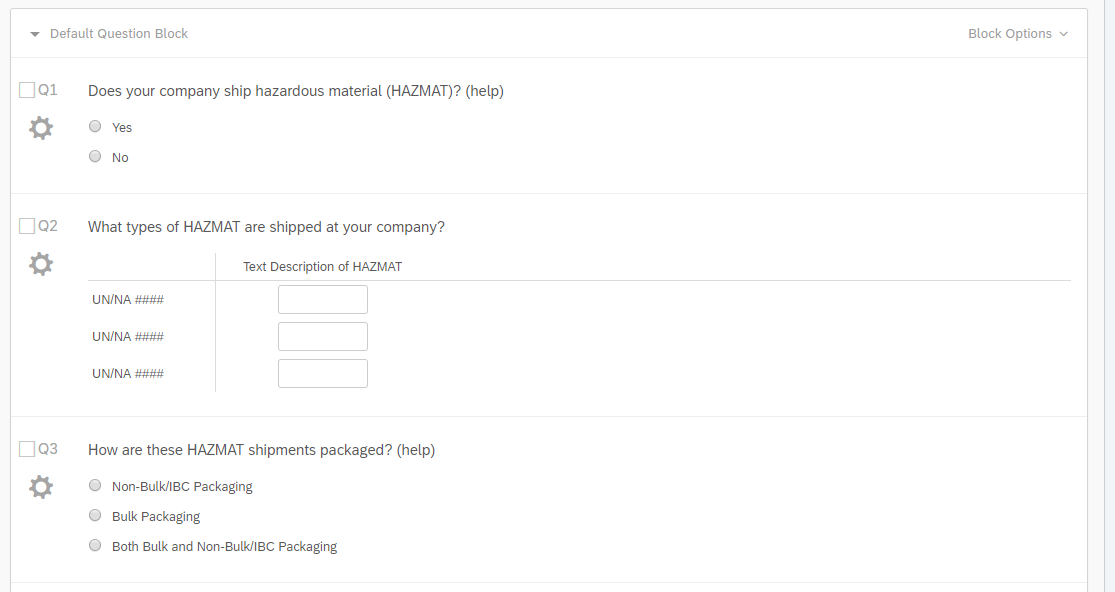 Default Question Block
Block Options
Q1 Does your company ship hazardous material (HAZMAT)? (help)
Yes
No
Q2 What types of HAZMAT are shipped at your company?
Text Description of HAZMAT
UN/NA ####
UN/NA ####
UN/NA ####
Q3 How are these HAZMAT shipments packaged? (help)
Non-Bulk/IBC Packaging
Bulk Packaging
Both Bulk and Non-Bulk/IBC Packaging